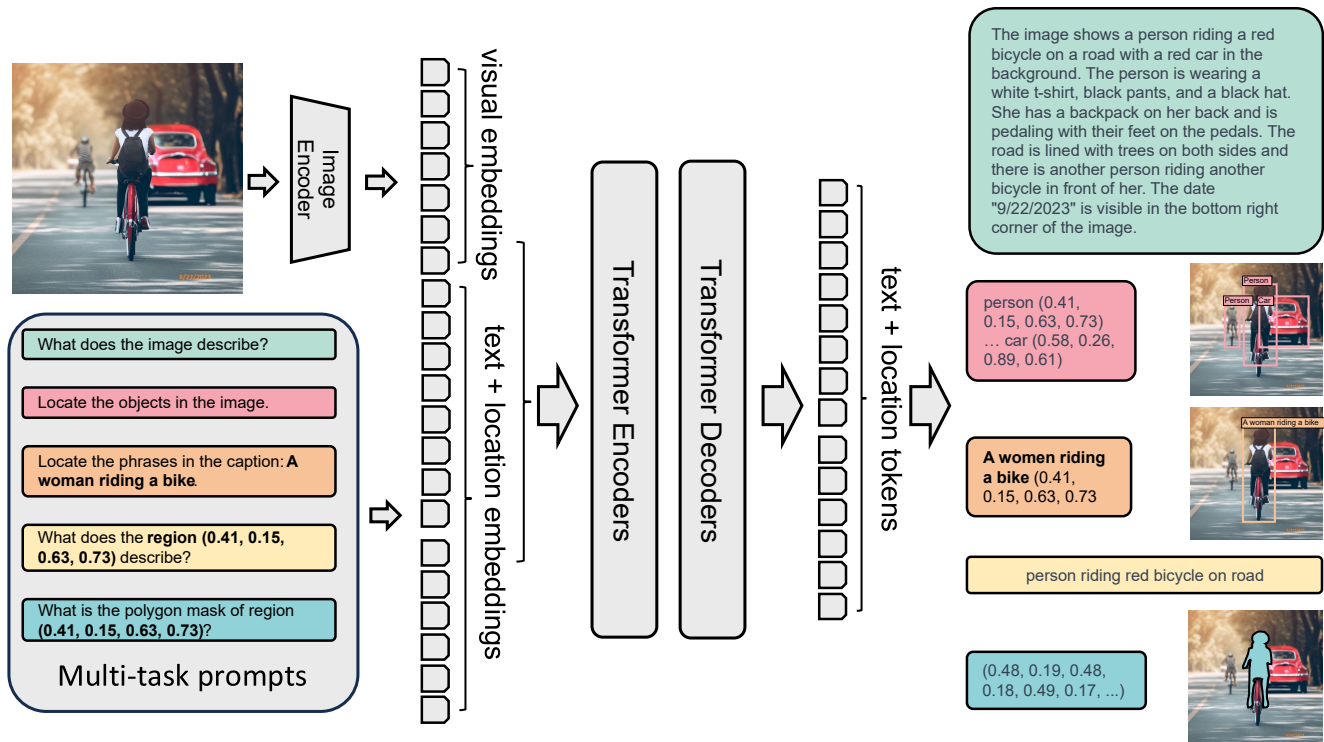 The image shows a person riding a red
bicycle on a road with a red car in the
background. The person is wearing a
white t-shirt, black pants, and a black hat.
She has a backpack on her back and is
pedaling with their feet on the pedals. The
road is lined with trees on both sides and
there is another person riding another
bicycle in front of her. The date
"9/22/2023" is visible in the bottom right
corner of the image.
visual embeddings
Image
Encoder
9/22/2023
What does the image describe?
Locate the objects in the image.
Locate the phrases in the caption: A
woman riding a bike.
What does the region (0.41, 0.15,
0.63, 0.73) describe?
What is the polygon mask of region
(0.41, 0.15, 0.63, 0.73)?
Multi-task prompts
text + location embeddings
Transformer Encoders
Transformer Decoders
text + location tokens
person (0.41,
0.15, 0.63, 0.73)
... car (0.58, 0.26,
0.89, 0.61)
Person
Person
Car
A women riding
a bike (0.41,
0.15, 0.63, 0.73
A woman riding a bike
person riding red bicycle on road
(0.48, 0.19, 0.48,
0.18, 0.49, 0.17, ...)